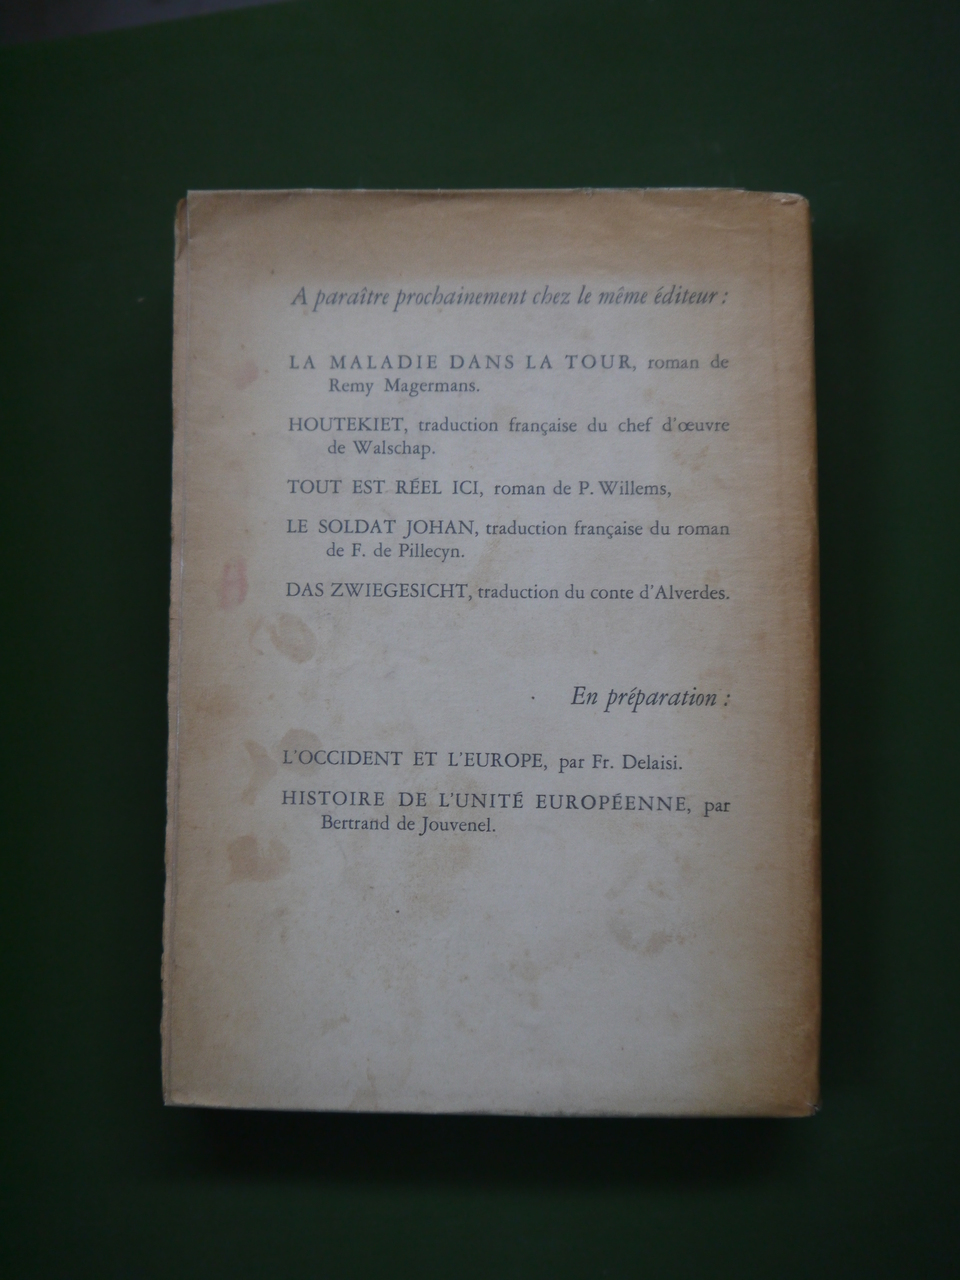 A paraître prochainement chez le même éditeur :
LA MALADIE DANS LA TOUR, roman de
Remy Magermans.
HOUTEKIET, traduction française du chef d'œuvre
de Walschap.
TOUT EST RÉEL ICI, roman de P. Willems,
LE SOLDAT JOHAN, traduction française du roman
de F. de Pillecyn.
DAS ZWIEGESICHT, traduction du conte d'Alverdes.
En préparation :
L'OCCIDENT ET L'EUROPE, par Fr. Delaisi.
HISTOIRE DE L'UNITÉ EUROPÉENNE, par
Bertrand de Jouvenel.